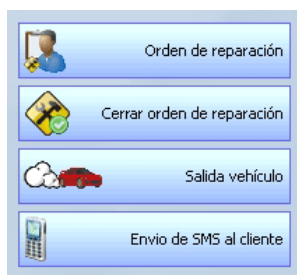 Orden de reparación
Cerrar orden de reparación
Salida vehículo
Envio de SMS al cliente